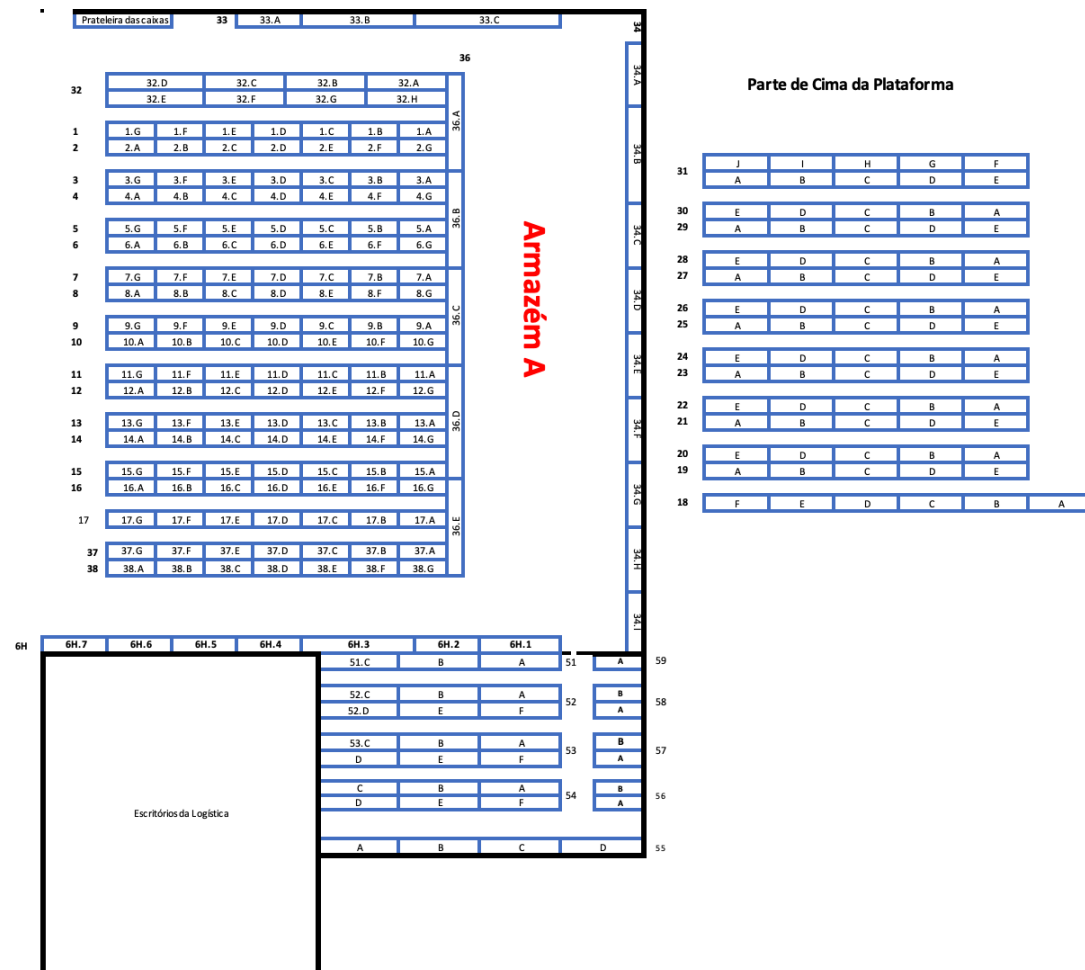 Prateleira das caixas 33 33.A 33.B 33.C 34
36
32 32.D 32.C 32.B 32.A
32.E 32.F 32.G 32.H
1 1.G 1.F 1.E 1.D 1.C 1.B 1.A
2 2.A 2.B 2.C 2.D 2.E 2.F 2.G
3 3.G 3.F 3.E 3.D 3.C 3.B 3.A
4 4.A 4.B 4.C 4.D 4.E 4.F 4.G
5 5.G 5.F 5.E 5.D 5.C 5.B 5.A
6 6.A 6.B 6.C 6.D 6.E 6.F 6.G
7 7.G 7.F 7.E 7.D 7.C 7.B 7.A
8 8.A 8.B 8.C 8.D 8.E 8.F 8.G
9 9.G 9.F 9.E 9.D 9.C 9.B 9.A
10 10.A 10.B 10.C 10.D 10.E 10.F 10.G
11 11.G 11.F 11.E 11.D 11.C 11.B 11.A
12 12.A 12.B 12.C 12.D 12.E 12.F 12.G
13 13.G 13.F 13.E 13.D 13.C 13.B 13.A
14 14.A 14.B 14.C 14.D 14.E 14.F 14.G
15 15.G 15.F 15.E 15.D 15.C 15.B 15.A
16 16.A 16.B 16.C 16.D 16.E 16.F 16.G
17 17.G 17.F 17.E 17.D 17.C 17.B 17.A
37 37.G 37.F 37.E 37.D 37.C 37.B 37.A
38 38.A 38.B 38.C 38.D 38.E 38.F 38.G
36.A
36.B
36.C
36.D
36.E
Armazém A
34.A
34.B
34.C
34.D
34.E
34.F
34.G
34.H
34.I
6H 6H.7 6H.6 6H.5 6H.4 6H.3 6H.2 6H.1
51.C B A 51 A 59
52.C B A 52 B 58
52.D E F A
53.C B A 53 B 57
D E F A
C B A 54 B 56
D E F A
A B C D 55
Escritórios da Logística
Parte de Cima da Plataforma
31 J I H G F
A B C D E
30 E D C B A
29 A B C D E
28 E D C B A
27 A B C D E
26 E D C B A
25 A B C D E
24 E D C B A
23 A B C D E
22 E D C B A
21 A B C D E
20 E D C B A
19 A B C D E
18 F E D C B A